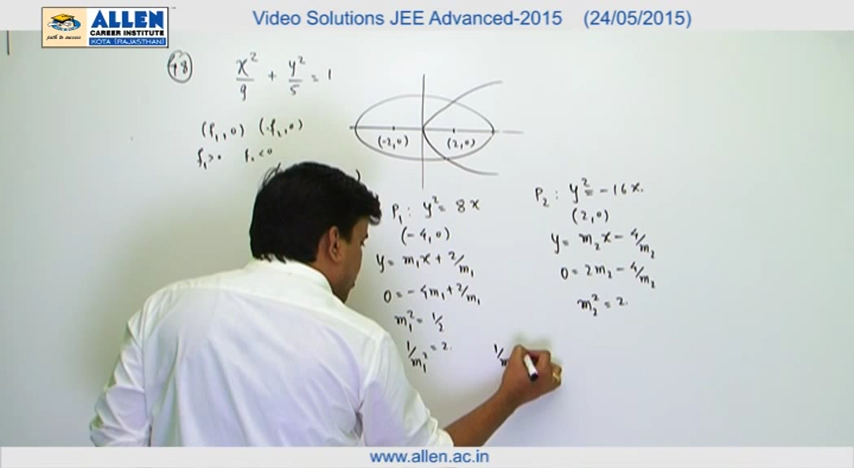 Video Solutions JEE Advanced-2015 (24/05/2015)
ALLEN
CAREER INSTITUTE
KOTA (RAJASTHAN)
path to success
48
x²/9 + y²/5 = 1
(f₁, 0) (f₂, 0)
f₁>0 f₂<0
(-2,0) (2,0)
P₁ : y² = 8x
(-4,0)
y = m₁x + 2/m₁
0 = -4m₁ + 2/m₁
m₁² = 1/2
1/m₁² = 2.
P₂ : y² = -16x.
(2,0)
y = m₂x - 4/m₂
0 = 2m₂ - 4/m₂
m₂² = 2.
1/m
www.allen.ac.in